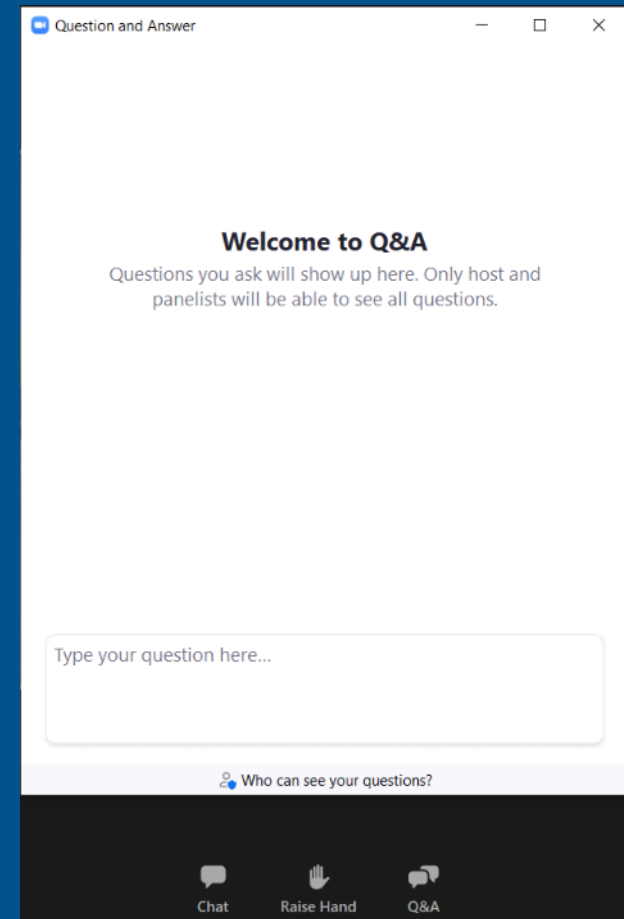 Question and Answer
Welcome to Q&A
Questions you ask will show up here. Only host and
panelists will be able to see all questions.
Type your question here...
Who can see your questions?
Chat Raise Hand Q&A